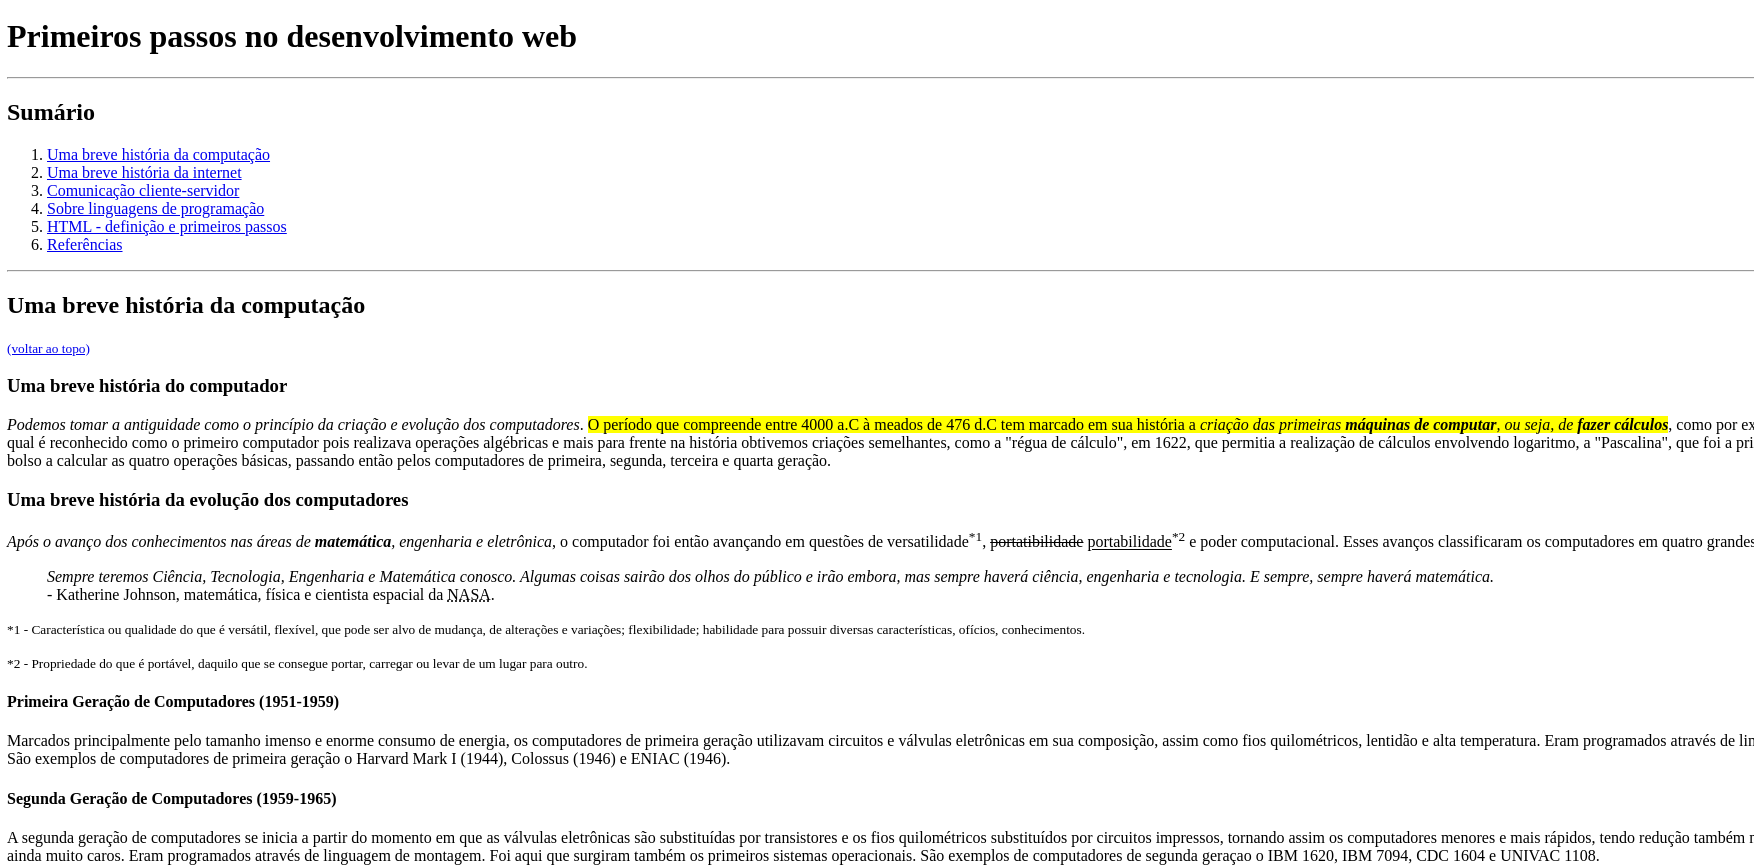 Primeiros passos no desenvolvimento web
Sumário
1. Uma breve história da computação
2. Uma breve história da internet
3. Comunicação cliente-servidor
4. Sobre linguagens de programação
5. HTML - definição e primeiros passos
6. Referências
Uma breve história da computação
(voltar ao topo)
Uma breve história do computador
Podemos tomar a antiguidade como o princípio da criação e evolução dos computadores. O período que compreende entre 4000 a.C à meados de 476 d.C tem marcado em sua história a criação das primeiras máquinas de computar, ou seja, de fazer cálculos, como por ex
qual é reconhecido como o primeiro computador pois realizava operações algébricas e mais para frente na história obtivemos criações semelhantes, como a "régua de cálculo", em 1622, que permitia a realização de cálculos envolvendo logaritmo, a "Pascalina", que foi a pri
bolso a calcular as quatro operações básicas, passando então pelos computadores de primeira, segunda, terceira e quarta geração.
Uma breve história da evolução dos computadores
Após o avanço dos conhecimentos nas áreas de matemática, engenharia e eletrônica, o computador foi então avançando em questões de versatilidade*1, portatibilidade portabilidade*2 e poder computacional. Esses avanços classificaram os computadores em quatro grandes
Sempre teremos Ciência, Tecnologia, Engenharia e Matemática conosco. Algumas coisas sairão dos olhos do público e irão embora, mas sempre haverá ciência, engenharia e tecnologia. E sempre, sempre haverá matemática.
- Katherine Johnson, matemática, física e cientista espacial da NASA.
*1 - Característica ou qualidade do que é versátil, flexível, que pode ser alvo de mudança, de alterações e variações; flexibilidade; habilidade para possuir diversas características, ofícios, conhecimentos.
*2 - Propriedade do que é portável, daquilo que se consegue portar, carregar ou levar de um lugar para outro.
Primeira Geração de Computadores (1951-1959)
Marcados principalmente pelo tamanho imenso e enorme consumo de energia, os computadores de primeira geração utilizavam circuitos e válvulas eletrônicas em sua composição, assim como fios quilométricos, lentidão e alta temperatura. Eram programados através de lin
São exemplos de computadores de primeira geração o Harvard Mark I (1944), Colossus (1946) e ENIAC (1946).
Segunda Geração de Computadores (1959-1965)
A segunda geração de computadores se inicia a partir do momento em que as válvulas eletrônicas são substituídas por transistores e os fios quilométricos substituídos por circuitos impressos, tornando assim os computadores menores e mais rápidos, tendo redução também
ainda muito caros. Eram programados através de linguagem de montagem. Foi aqui que surgiram também os primeiros sistemas operacionais. São exemplos de computadores de segunda geraçao o IBM 1620, IBM 7094, CDC 1604 e UNIVAC 1108.